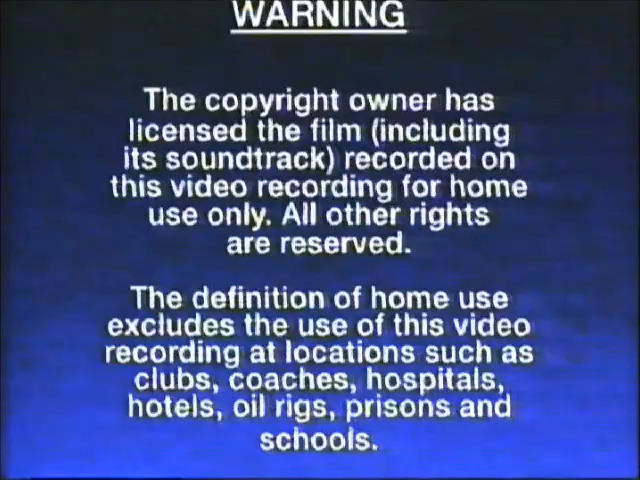 WARNING
The copyright owner has
licensed the film (including
its soundtrack) recorded on
this video recording for home
use only. All other rights
are reserved.
The definition of home use
excludes the use of this video
recording at locations such as
clubs, coaches, hospitals,
hotels, oil rigs, prisons and
schools.